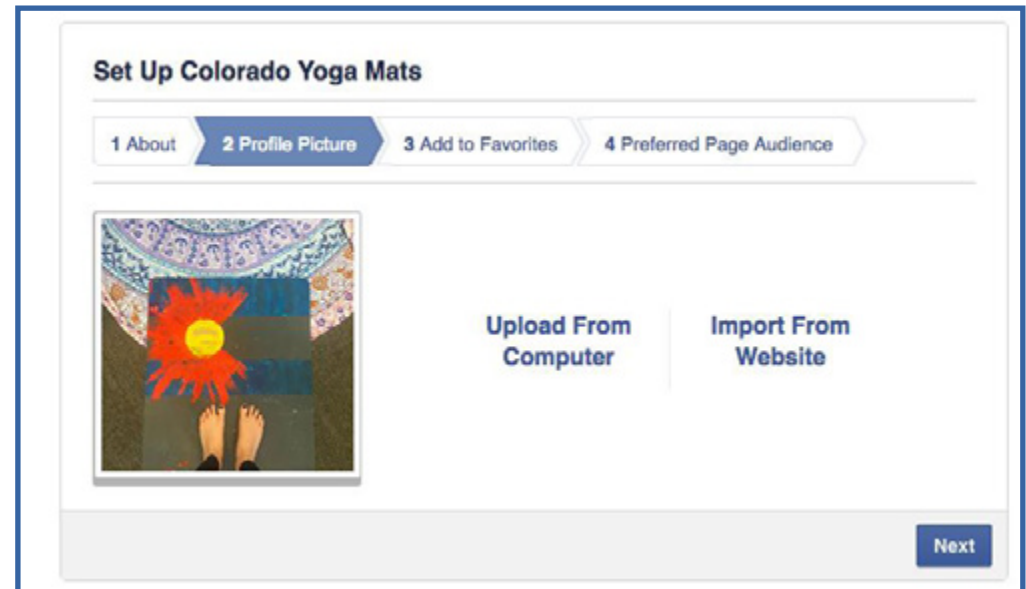 Set Up Colorado Yoga Mats
1 About 2 Profile Picture 3 Add to Favorites 4 Preferred Page Audience
Upload From Import From
Computer Website
Next